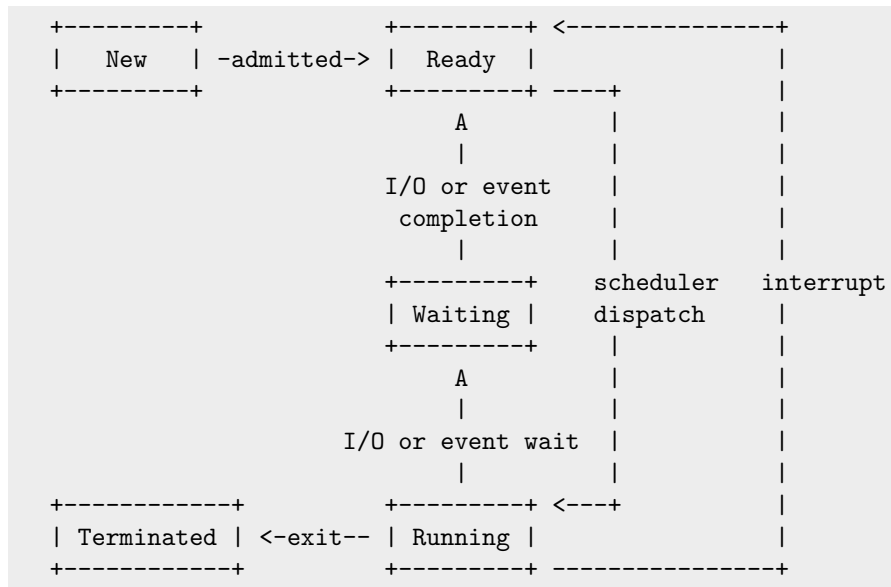 +---------+             +---------+ <---------------+
|   New   | -admitted-> |  Ready  |                 |
+---------+             +---------+ ----+           |
                             A          |           |
                             |          |           |
                        I/O or event    |           |
                         completion     |           |
                             |          |           |
                        +---------+    scheduler   interrupt
                        | Waiting |    dispatch     |
                        +---------+     |           |
                             A          |           |
                             |          |           |
                     I/O or event wait  |           |
                             |          |           |
+------------+          +---------+ <---+           |
| Terminated | <-exit-- | Running |                 |
+------------+          +---------+ ----------------+